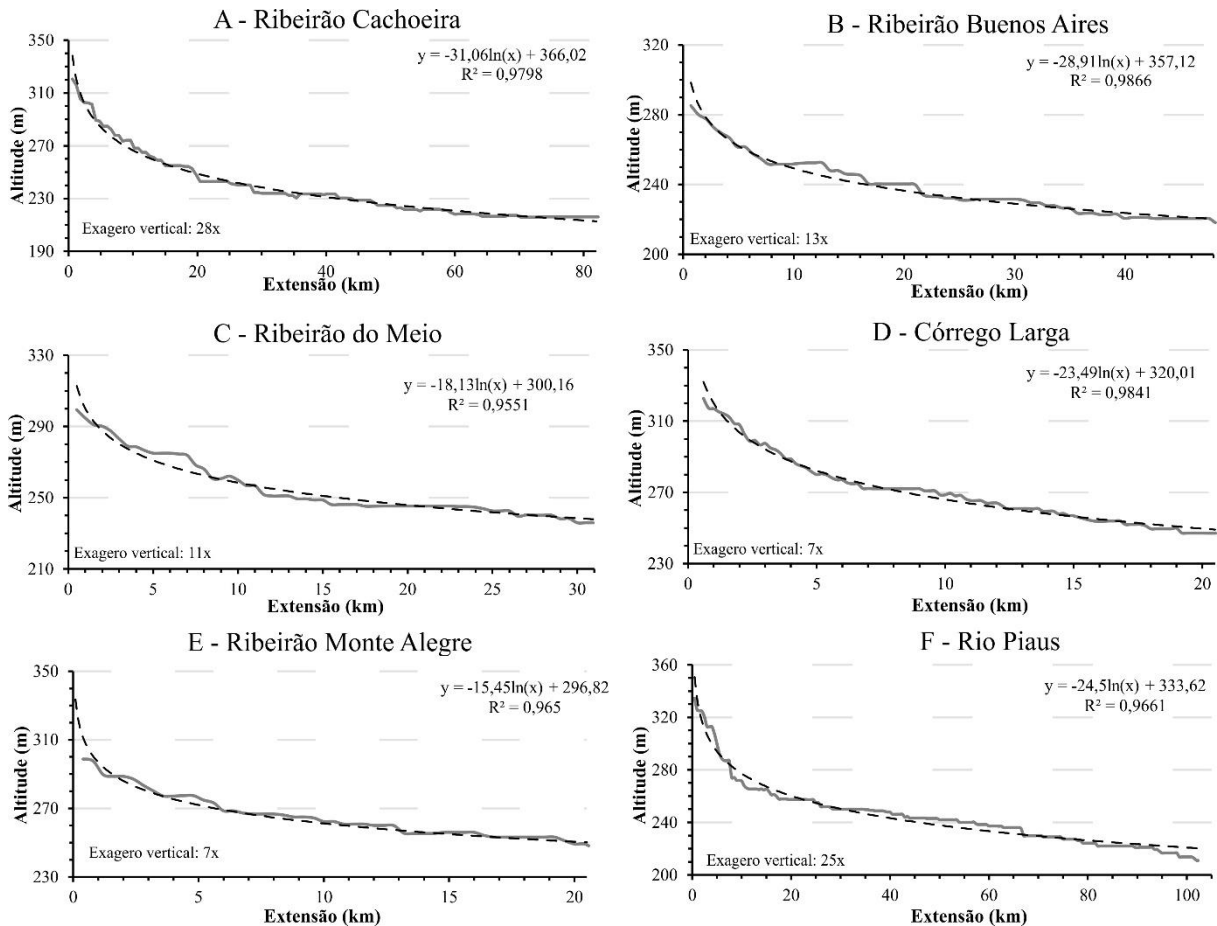 A - Ribeirão Cachoeira
350
310
270
230
190
Altitude (m)
y = -31,06ln(x) + 366,02
R² = 0,9798
Exagero vertical: 28x
0 20 40 60 80
Extensão (km)
B - Ribeirão Buenos Aires
320
280
240
200
Altitude (m)
y = -28,91ln(x) + 357,12
R² = 0,9866
Exagero vertical: 13x
0 10 20 30 40
Extensão (km)
C - Ribeirão do Meio
330
290
250
210
Altitude (m)
y = -18,13ln(x) + 300,16
R² = 0,9551
Exagero vertical: 11x
0 5 10 15 20 25 30
Extensão (km)
D - Córrego Larga
350
310
270
230
Altitude (m)
y = -23,49ln(x) + 320,01
R² = 0,9841
Exagero vertical: 7x
0 5 10 15 20
Extensão (km)
E - Ribeirão Monte Alegre
350
310
270
230
Altitude (m)
y = -15,45ln(x) + 296,82
R² = 0,965
Exagero vertical: 7x
0 5 10 15 20
Extensão (km)
F - Rio Piaus
360
320
280
240
200
Altitude (m)
y = -24,5ln(x) + 333,62
R² = 0,9661
Exagero vertical: 25x
0 20 40 60 80 100
Extensão (km)